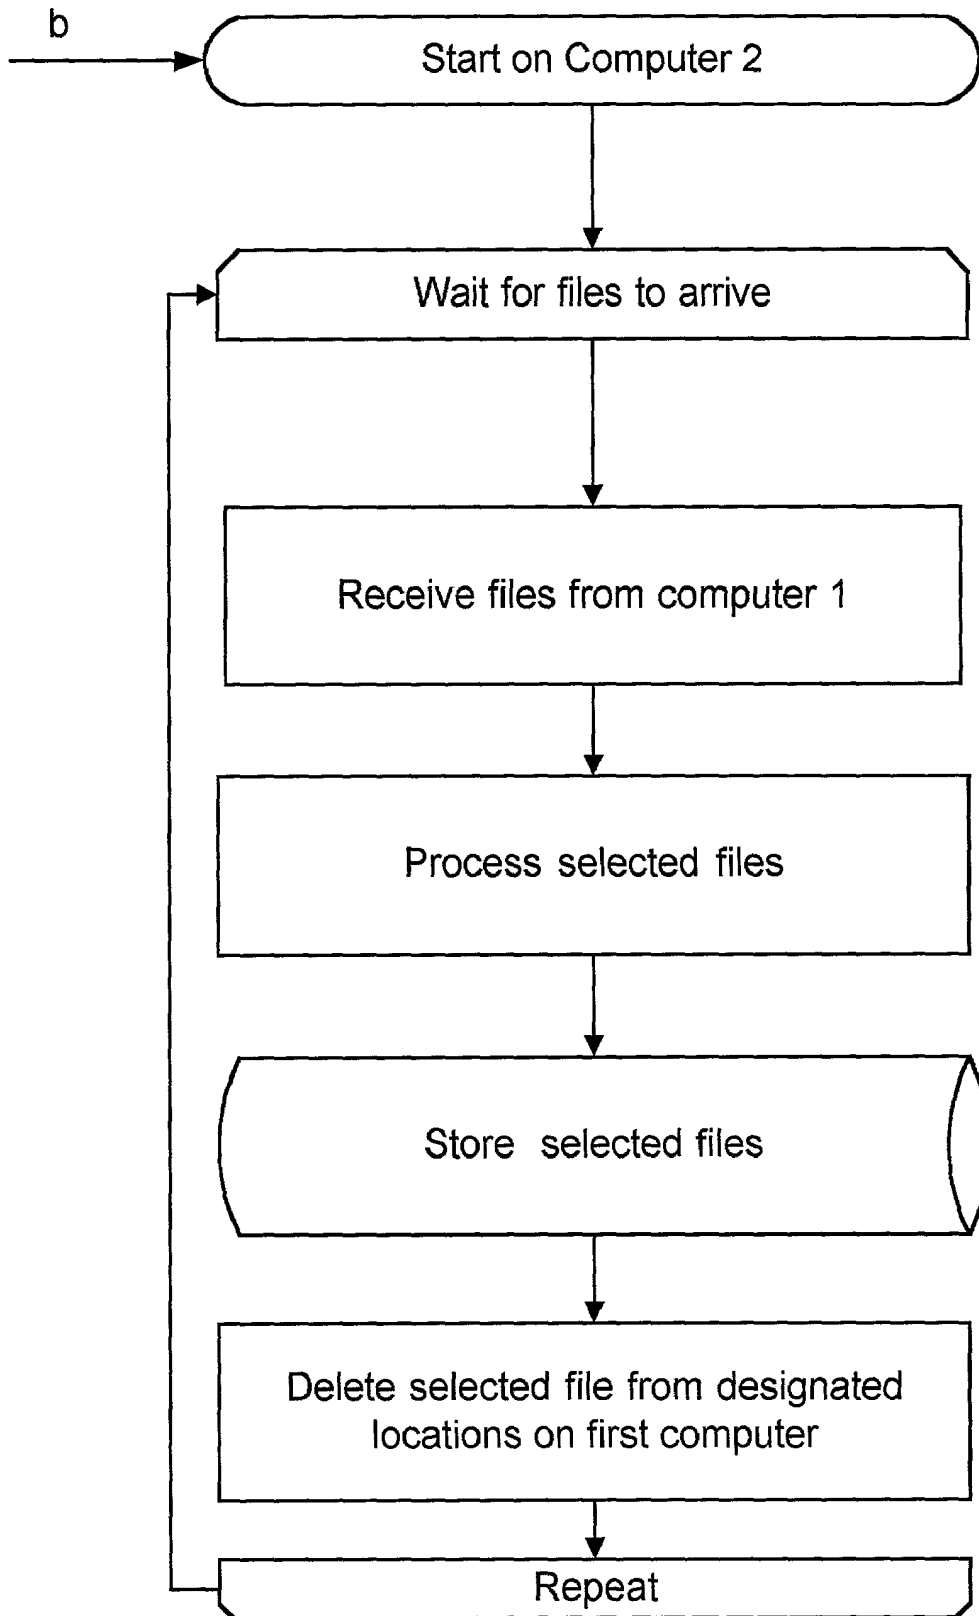 b
Start on Computer 2
Wait for files to arrive
Receive files from computer 1
Process selected files
Store selected files
Delete selected file from designated
locations on first computer
Repeat